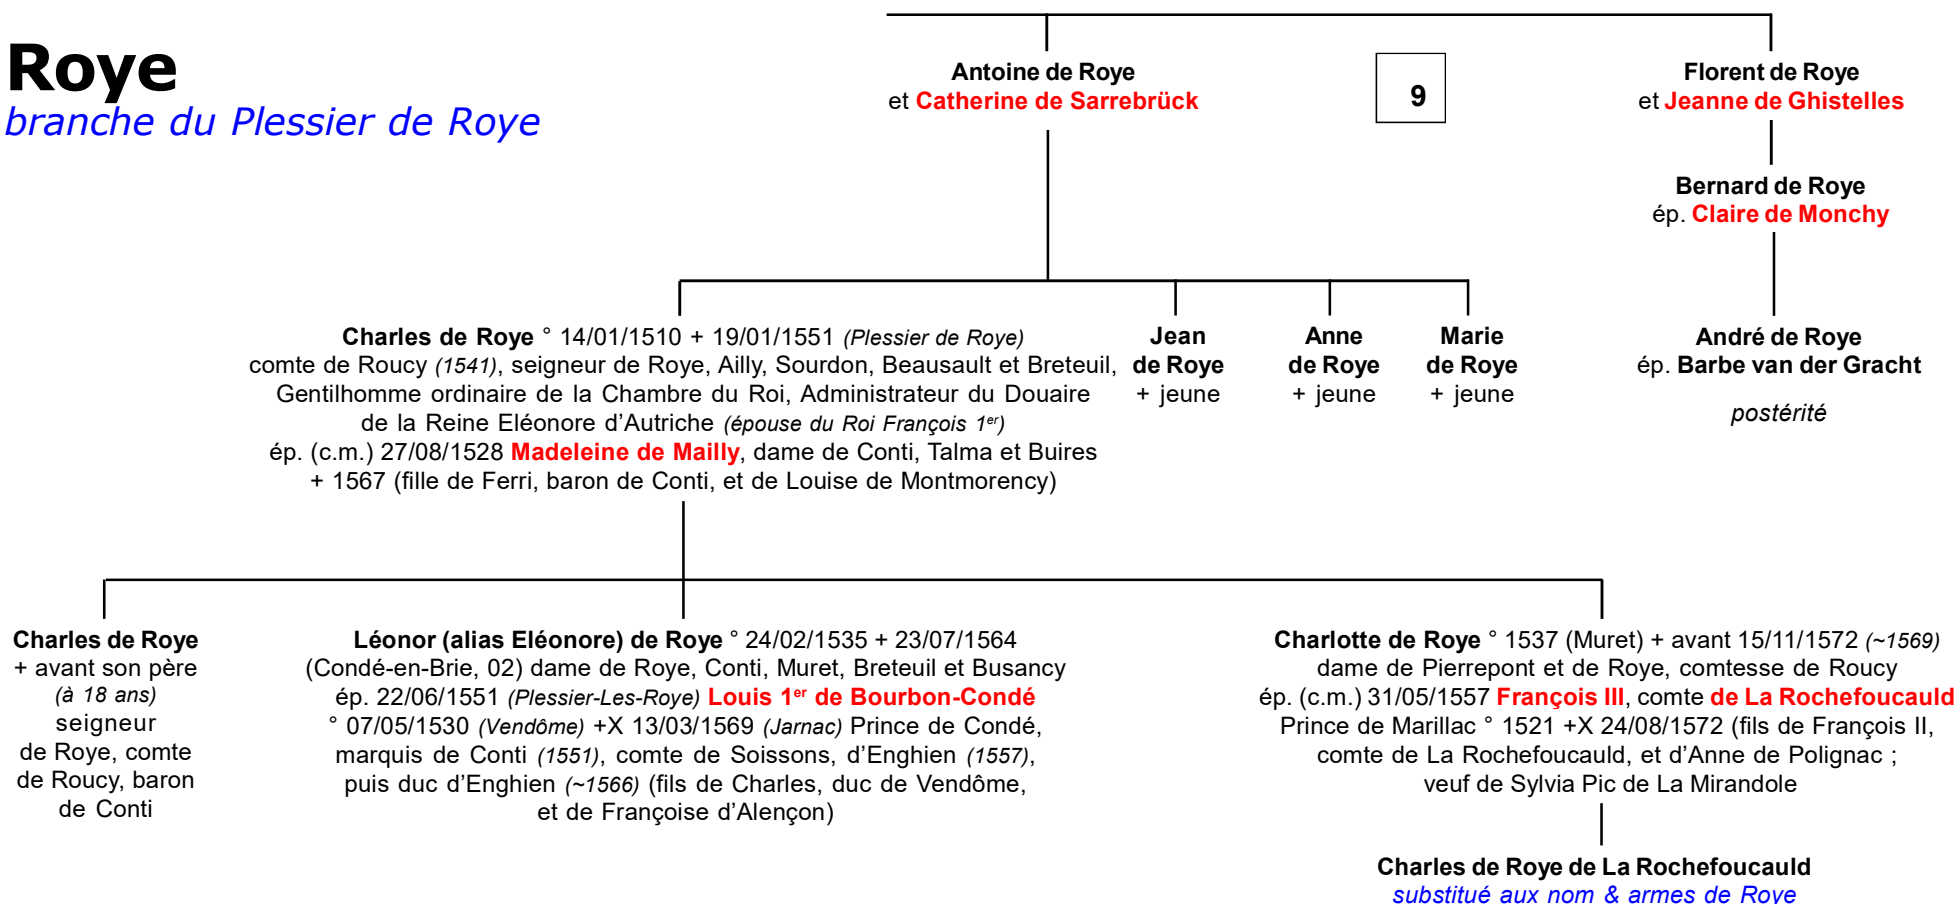 Roye
branche du Plessier de Roye
Antoine de Roye
et Catherine de Sarrebrück
9
Florent de Roye
et Jeanne de Ghistelles
Bernard de Roye
ép. Claire de Monchy
Charles de Roye ° 14/01/1510 + 19/01/1551 (Plessier de Roye)
comte de Roucy (1541), seigneur de Roye, Ailly, Sourdon, Beausault et Breteuil,
Gentilhomme ordinaire de la Chambre du Roi, Administrateur du Douaire
de la Reine Eléonore d’Autriche (épouse du Roi François 1er)
ép. (c.m.) 27/08/1528 Madeleine de Mailly, dame de Conti, Talma et Buires
+ 1567 (fille de Ferri, baron de Conti, et de Louise de Montmorency)
Jean
de Roye
+ jeune
Anne
de Roye
+ jeune
Marie
de Roye
+ jeune
André de Roye
ép. Barbe van der Gracht
postérité
Charles de Roye
+ avant son père
(à 18 ans)
seigneur
de Roye, comte
de Roucy, baron
de Conti
Léonor (alias Eléonore) de Roye ° 24/02/1535 + 23/07/1564
(Condé-en-Brie, 02) dame de Roye, Conti, Muret, Breteuil et Busancy
ép. 22/06/1551 (Plessier-Les-Roye) Louis 1er de Bourbon-Condé
° 07/05/1530 (Vendôme) +X 13/03/1569 (Jarnac) Prince de Condé,
marquis de Conti (1551), comte de Soissons, d’Enghien (1557),
puis duc d’Enghien (~1566) (fils de Charles, duc de Vendôme,
et de Françoise d’Alençon)
Charlotte de Roye ° 1537 (Muret) + avant 15/11/1572 (~1569)
dame de Pierrepont et de Roye, comtesse de Roucy
ép. (c.m.) 31/05/1557 François III, comte de La Rochefoucauld
Prince de Marillac ° 1521 +X 24/08/1572 (fils de François II,
comte de La Rochefoucauld, et d’Anne de Polignac ;
veuf de Sylvia Pic de La Mirandole
Charles de Roye de La Rochefoucauld
substitué aux nom & armes de Roye